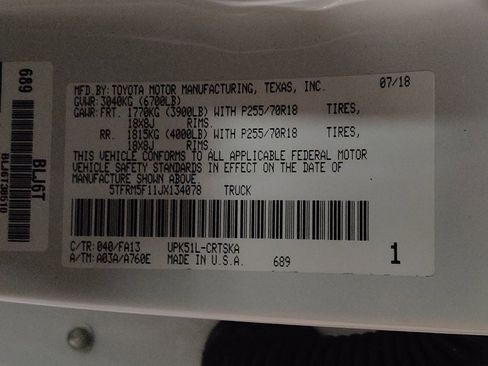 MFD.BY:TOYOTA MOTOR MANUFACTURING, TEXAS, INC. 07/18
GVWR:3040KG (6700LB)
GAWR:FRT. 1770KG (3900LB) WITH P255/70R18 TIRES,
18X8J RIMS.
RR. 1815KG (4000LB) WITH P255/70R18 TIRES,
18X8J RIMS.
THIS VEHICLE CONFORMS TO ALL APPLICABLE FEDERAL MOTOR
VEHICLE SAFETY STANDARDS IN EFFECT ON THE DATE OF
MANUFACTURE SHOWN ABOVE.
5TFRM5F11JX134078 TRUCK
C/TR:040/FA13 UPK51L-CRTSKA
A/TM:A03A/A760E MADE IN U.S.A. 689 1
689
BLJ6T